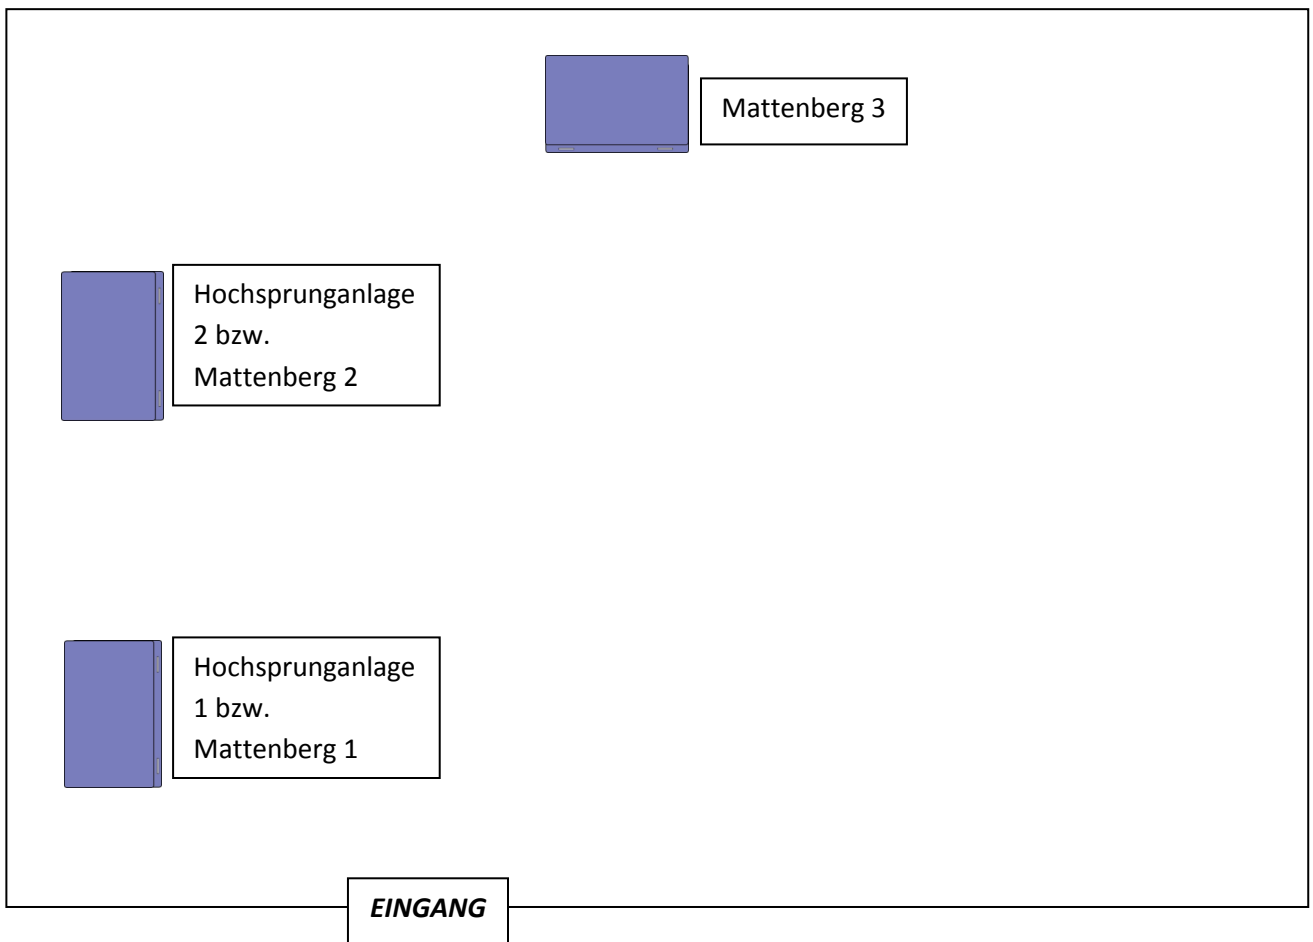 Mattenberg 3
Hochsprunganlage
2 bzw.
Mattenberg 2
Hochsprunganlage
1 bzw.
Mattenberg 1
EINGANG